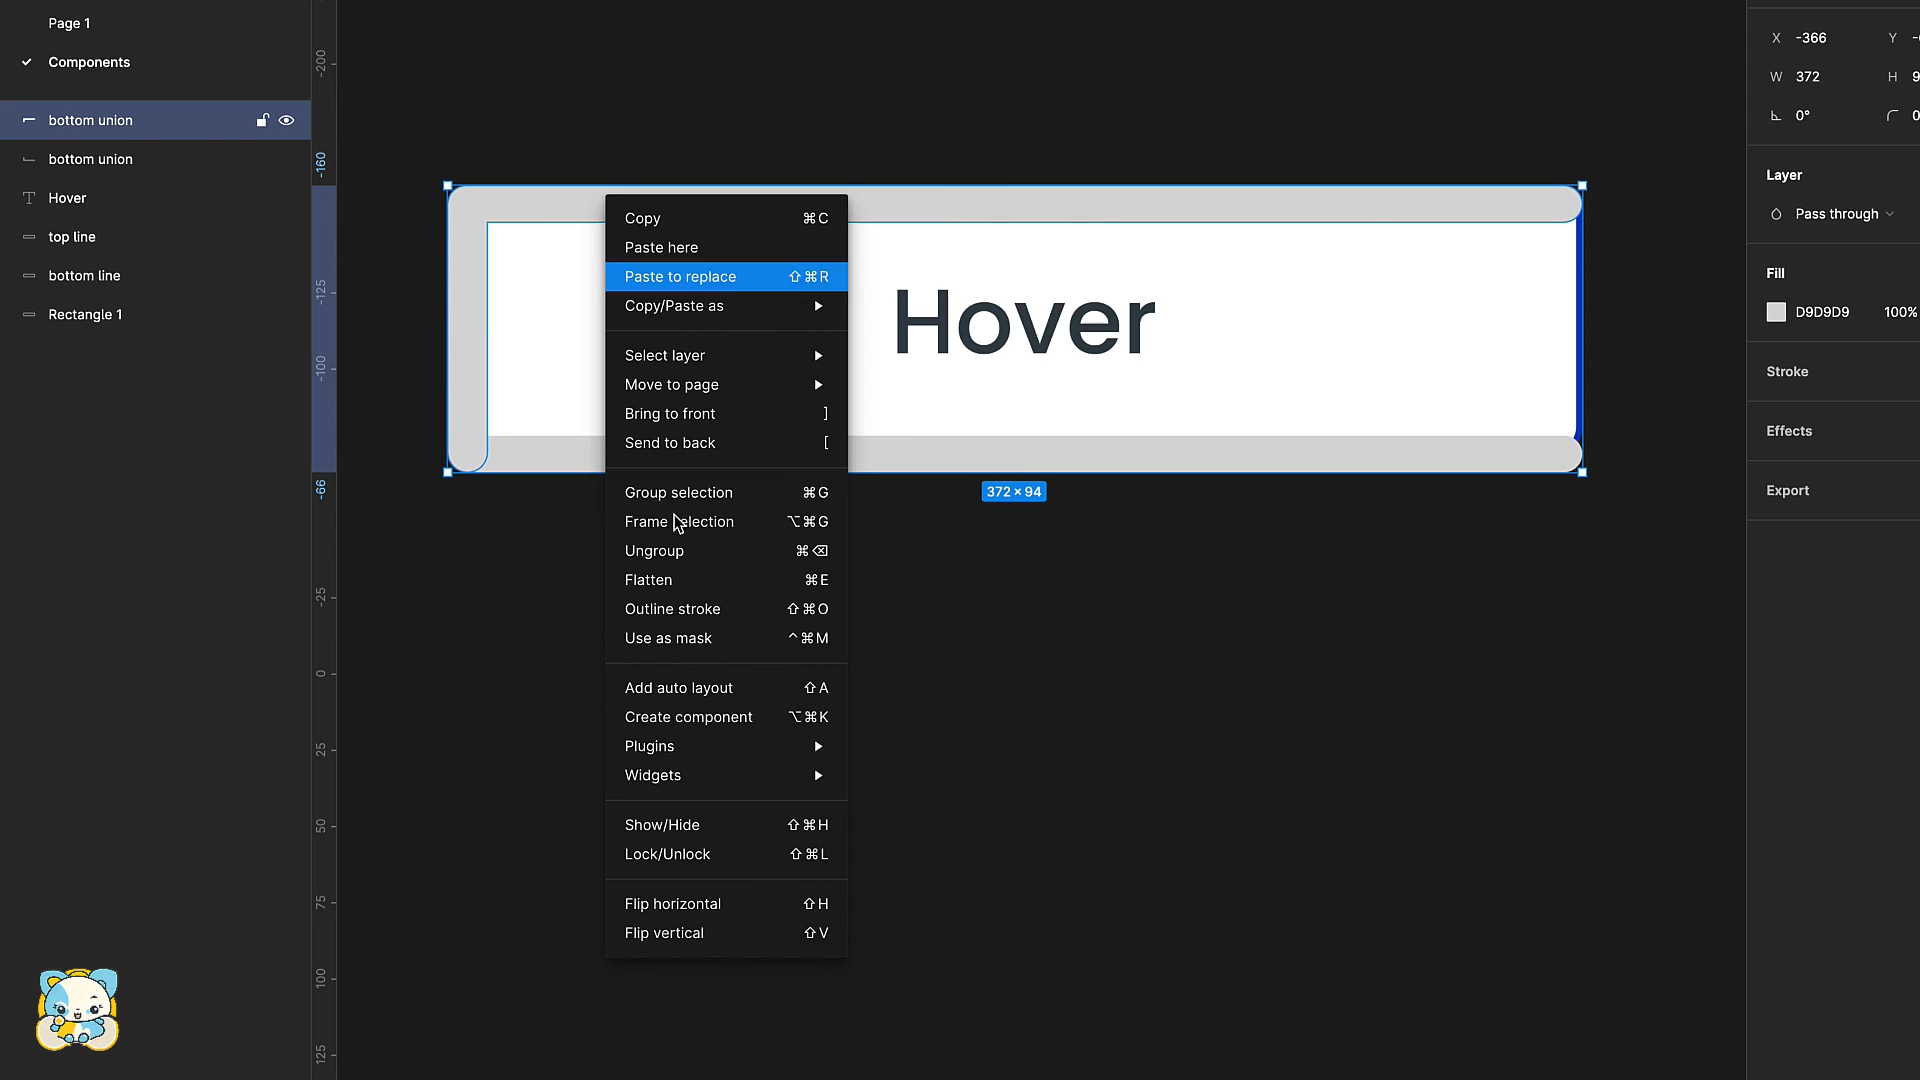 Page 1
Components
bottom union
bottom union
Hover
top line
bottom line
Rectangle 1
-200
-160
-125
-100
-66
-25
0
25
50
75
100
125
Copy ⌘C
Paste here
Paste to replace ⇧⌘R
Copy/Paste as
Select layer
Move to page
Bring to front ]
Send to back [
Group selection ⌘G
Frame selection ⌥⌘G
Ungroup ⌘⌫
Flatten ⌘E
Outline stroke ⇧⌘O
Use as mask ^⌘M
Add auto layout ⇧A
Create component ⌥⌘K
Plugins
Widgets
Show/Hide ⇧⌘H
Lock/Unlock ⇧⌘L
Flip horizontal ⇧H
Flip vertical ⇧V
Hover
372 × 94
X -366 Y
W 372 H
0°
Layer
Pass through
Fill
D9D9D9 100%
Stroke
Effects
Export